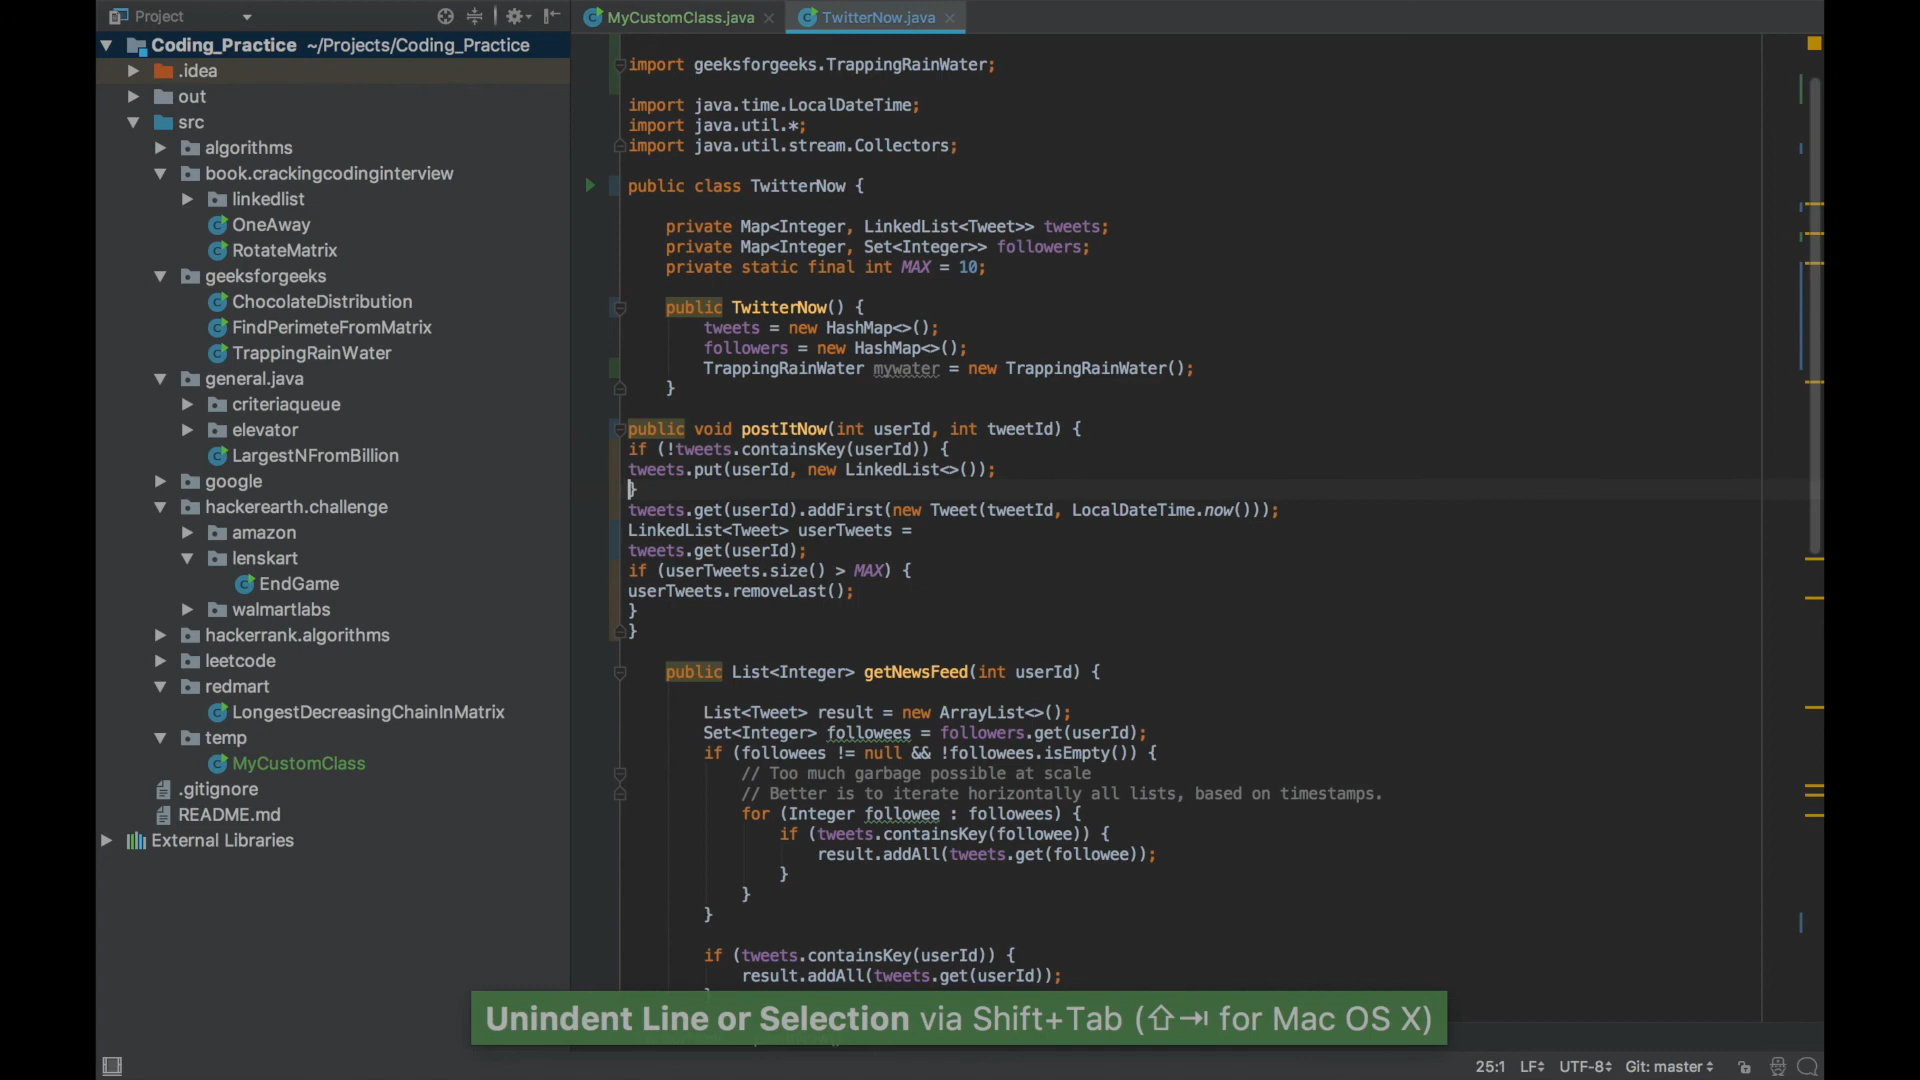 Project
MyCustomClass.java
TwitterNow.java
Coding_Practice ~/Projects/Coding_Practice
.idea
out
src
algorithms
book.crackingcodinginterview
linkedlist
OneAway
RotateMatrix
geeksforgeeks
ChocolateDistribution
FindPerimeteFromMatrix
TrappingRainWater
general.java
criteriaqueue
elevator
LargestNFromBillion
google
hackerearth.challenge
amazon
lenskart
EndGame
walmartlabs
hackerrank.algorithms
leetcode
redmart
LongestDecreasingChainInMatrix
temp
MyCustomClass
.gitignore
README.md
External Libraries
import geeksforgeeks.TrappingRainWater;
import java.time.LocalDateTime;
import java.util.*;
import java.util.stream.Collectors;
public class TwitterNow {
private Map<Integer, LinkedList<Tweet>> tweets;
private Map<Integer, Set<Integer>> followers;
private static final int MAX = 10;
public TwitterNow() {
tweets = new HashMap<>();
followers = new HashMap<>();
TrappingRainWater mywater = new TrappingRainWater();
}
public void postItNow(int userId, int tweetId) {
if (!tweets.containsKey(userId)) {
tweets.put(userId, new LinkedList<>());
}
tweets.get(userId).addFirst(new Tweet(tweetId, LocalDateTime.now()));
LinkedList<Tweet> userTweets =
tweets.get(userId);
if (userTweets.size() > MAX) {
userTweets.removeLast();
}
}
public List<Integer> getNewsFeed(int userId) {
List<Tweet> result = new ArrayList<>();
Set<Integer> followees = followers.get(userId);
if (followees != null && !followees.isEmpty()) {
// Too much garbage possible at scale
// Better is to iterate horizontally all lists, based on timestamps.
for (Integer followee : followees) {
if (tweets.containsKey(followee)) {
result.addAll(tweets.get(followee));
}
}
}
if (tweets.containsKey(userId)) {
result.addAll(tweets.get(userId));
Unindent Line or Selection via Shift+Tab (⇧⇥ for Mac OS X)
25:1 LF UTF-8 Git: master